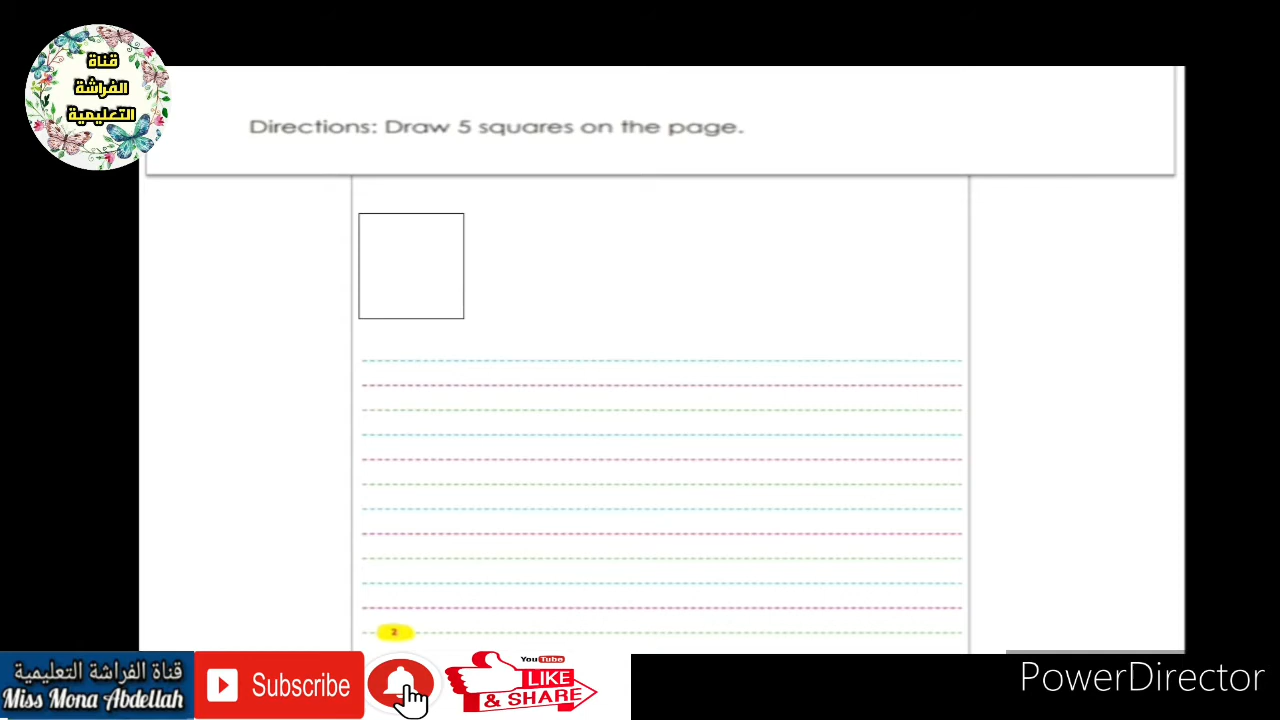 قناة
الفراشة
التعليمية
Directions: Draw 5 squares on the page.
2
قناة الفراشة التعليمية
Miss Mona Abdellah
Subscribe
YouTube
LIKE
& SHARE
PowerDirector